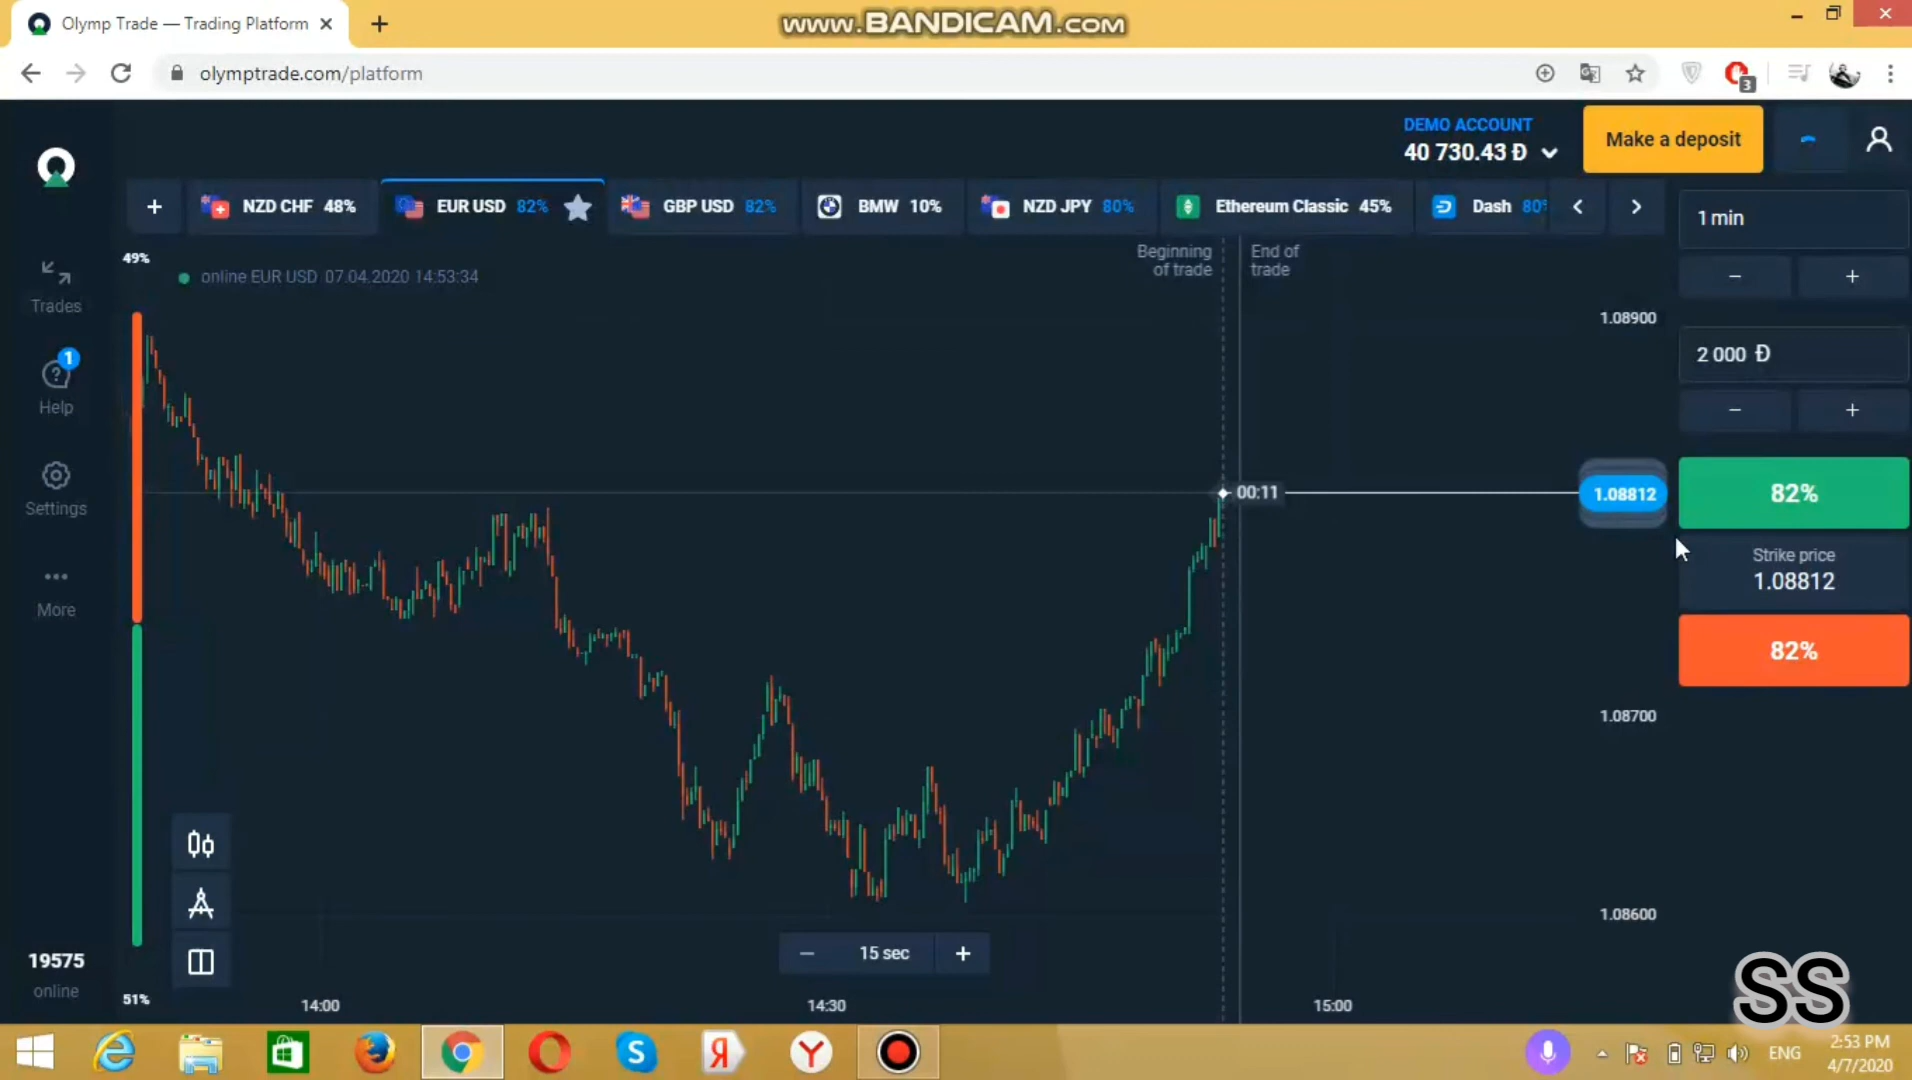 Olymp Trade — Trading Platform
www.BANDICAM.com
olymptrade.com/platform
3
DEMO ACCOUNT
40 730.43 Đ
Make a deposit
NZD CHF 48%
EUR USD 82%
GBP USD 82%
BMW 10%
NZD JPY 80%
Ethereum Classic 45%
Dash 80%
1 min
49%
online EUR USD 07.04.2020 14:53:34
Beginning
of trade
End of
trade
Trades
1
Help
Settings
More
1.08900
2 000 Đ
00:11
1.08812
82%
Strike price
1.08812
82%
1.08700
1.08600
15 sec
19575
online
51%
14:00
14:30
15:00
SS
ENG
2:53 PM
4/7/2020